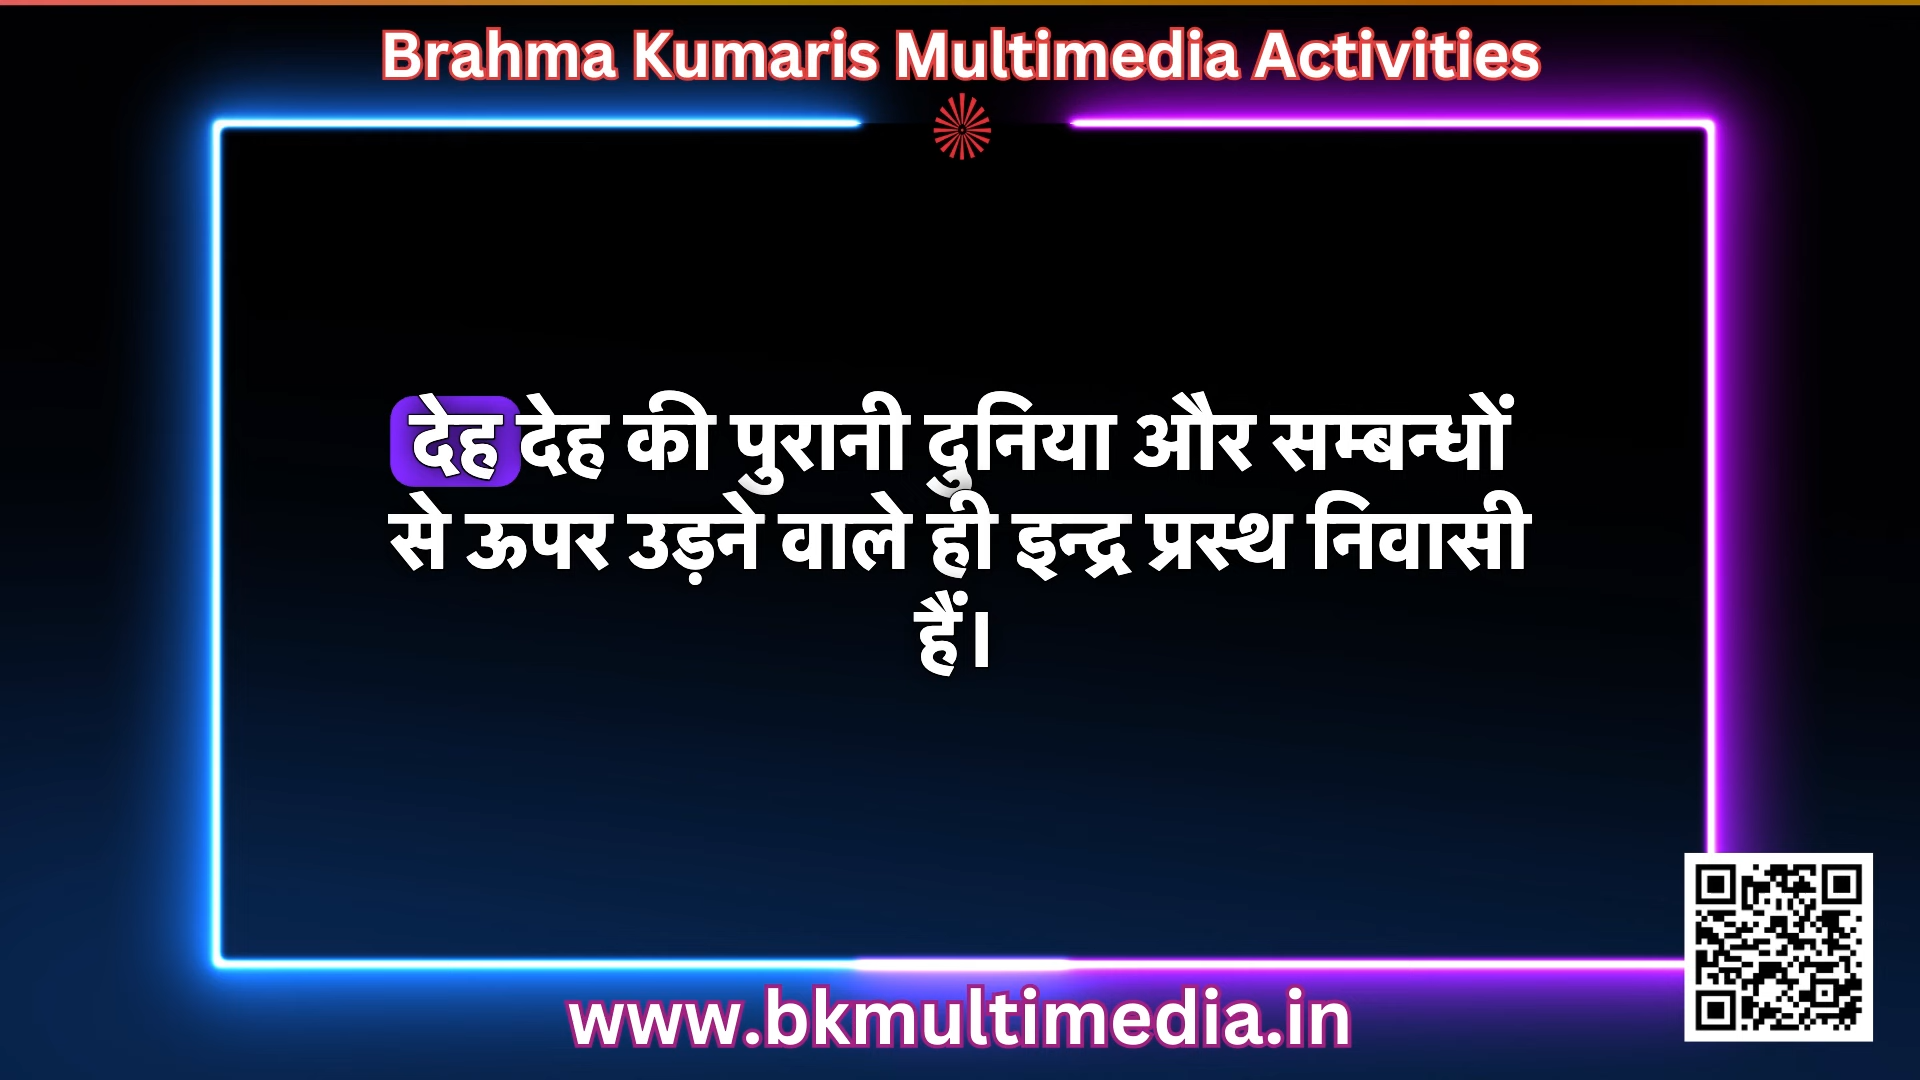 Brahma Kumaris Multimedia Activities
देह देह की पुरानी दुनिया और सम्बन्धों
से ऊपर उड़ने वाले ही इन्द्र प्रस्थ निवासी
हैं।
www.bkmultimedia.in